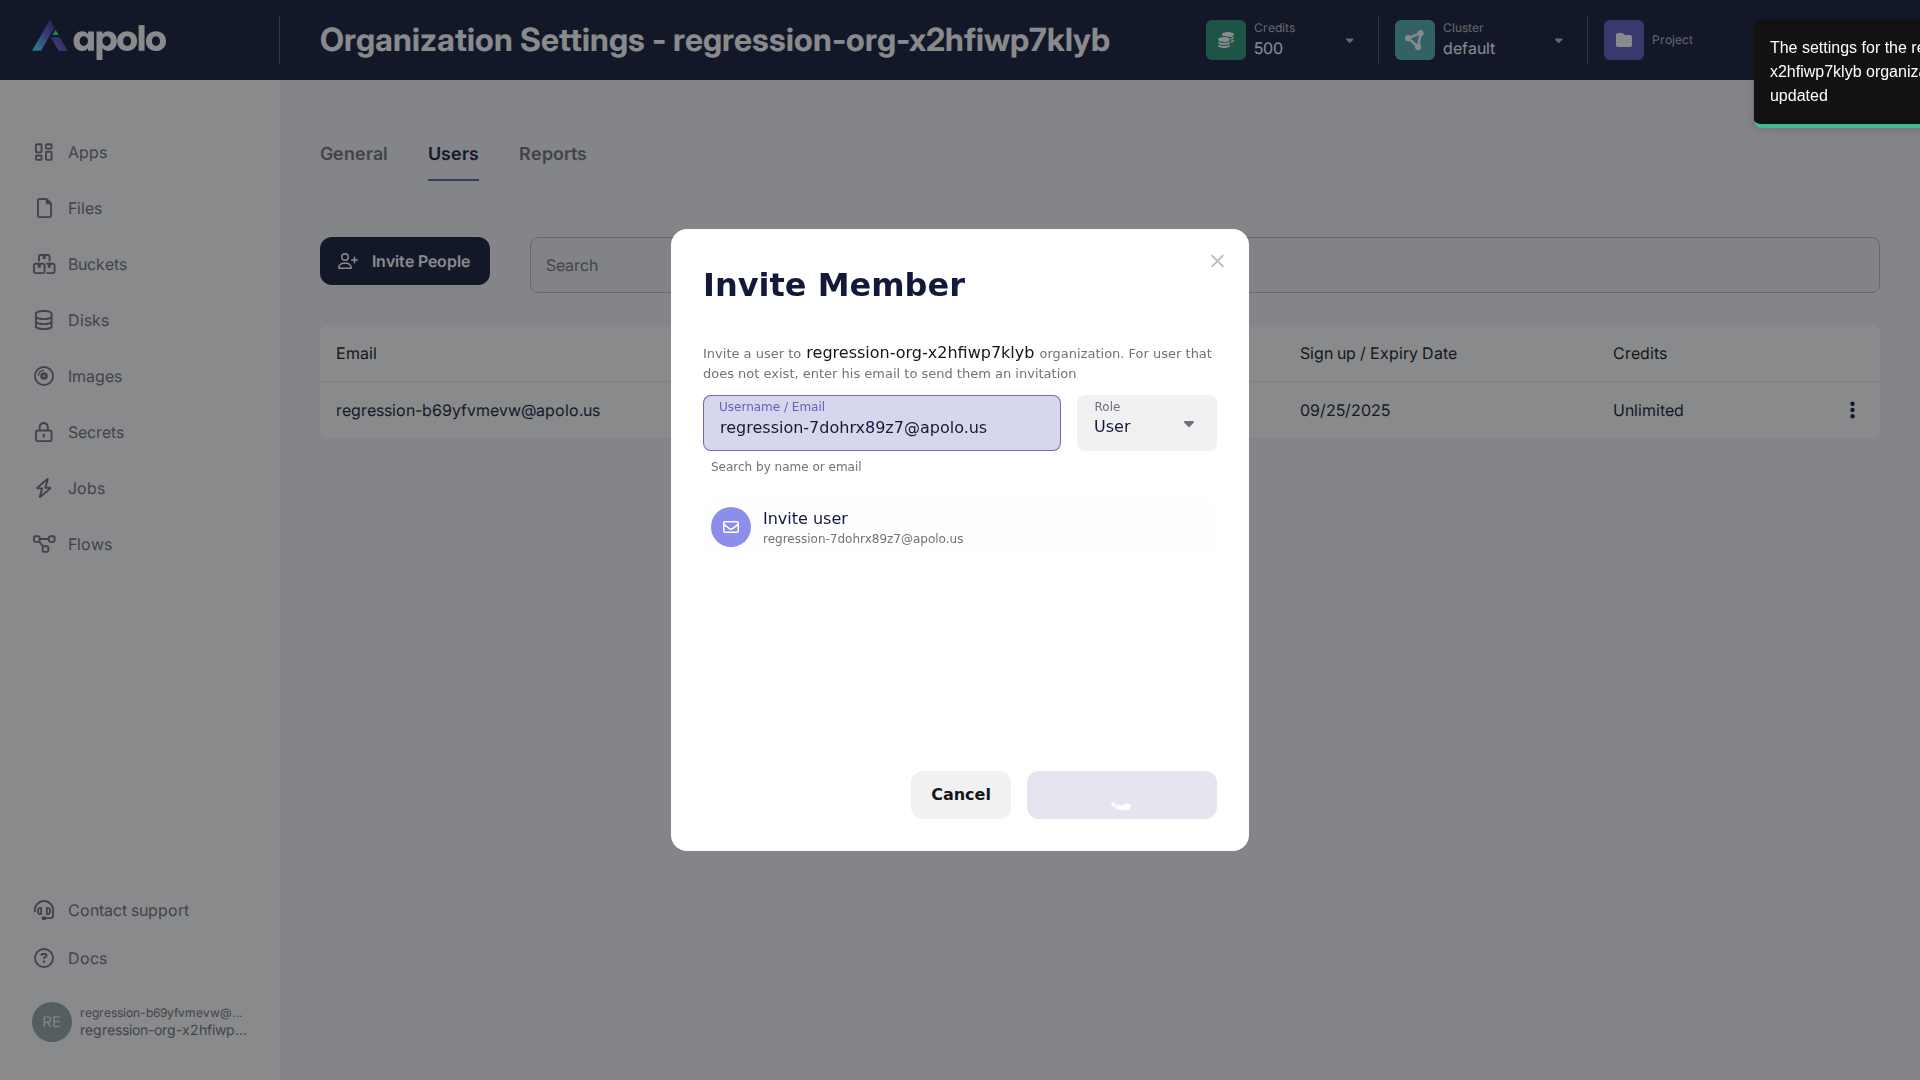 apolo
Organization Settings - regression-org-x2hfiwp7klyb
Credits
500
Cluster
default
Project
The settings for the re
x2hfiwp7klyb organiza
updated
Apps
Files
Buckets
Disks
Images
Secrets
Jobs
Flows
Contact support
Docs
RE
regression-b69yfvmevw@...
regression-org-x2hfiwp...
General
Users
Reports
Invite People
Search
Email
Sign up / Expiry Date
Credits
regression-b69yfvmevw@apolo.us
09/25/2025
Unlimited
Invite Member
Invite a user to regression-org-x2hfiwp7klyb organization. For user that
does not exist, enter his email to send them an invitation
Username / Email
regression-7dohrx89z7@apolo.us
Role
User
Search by name or email
Invite user
regression-7dohrx89z7@apolo.us
Cancel